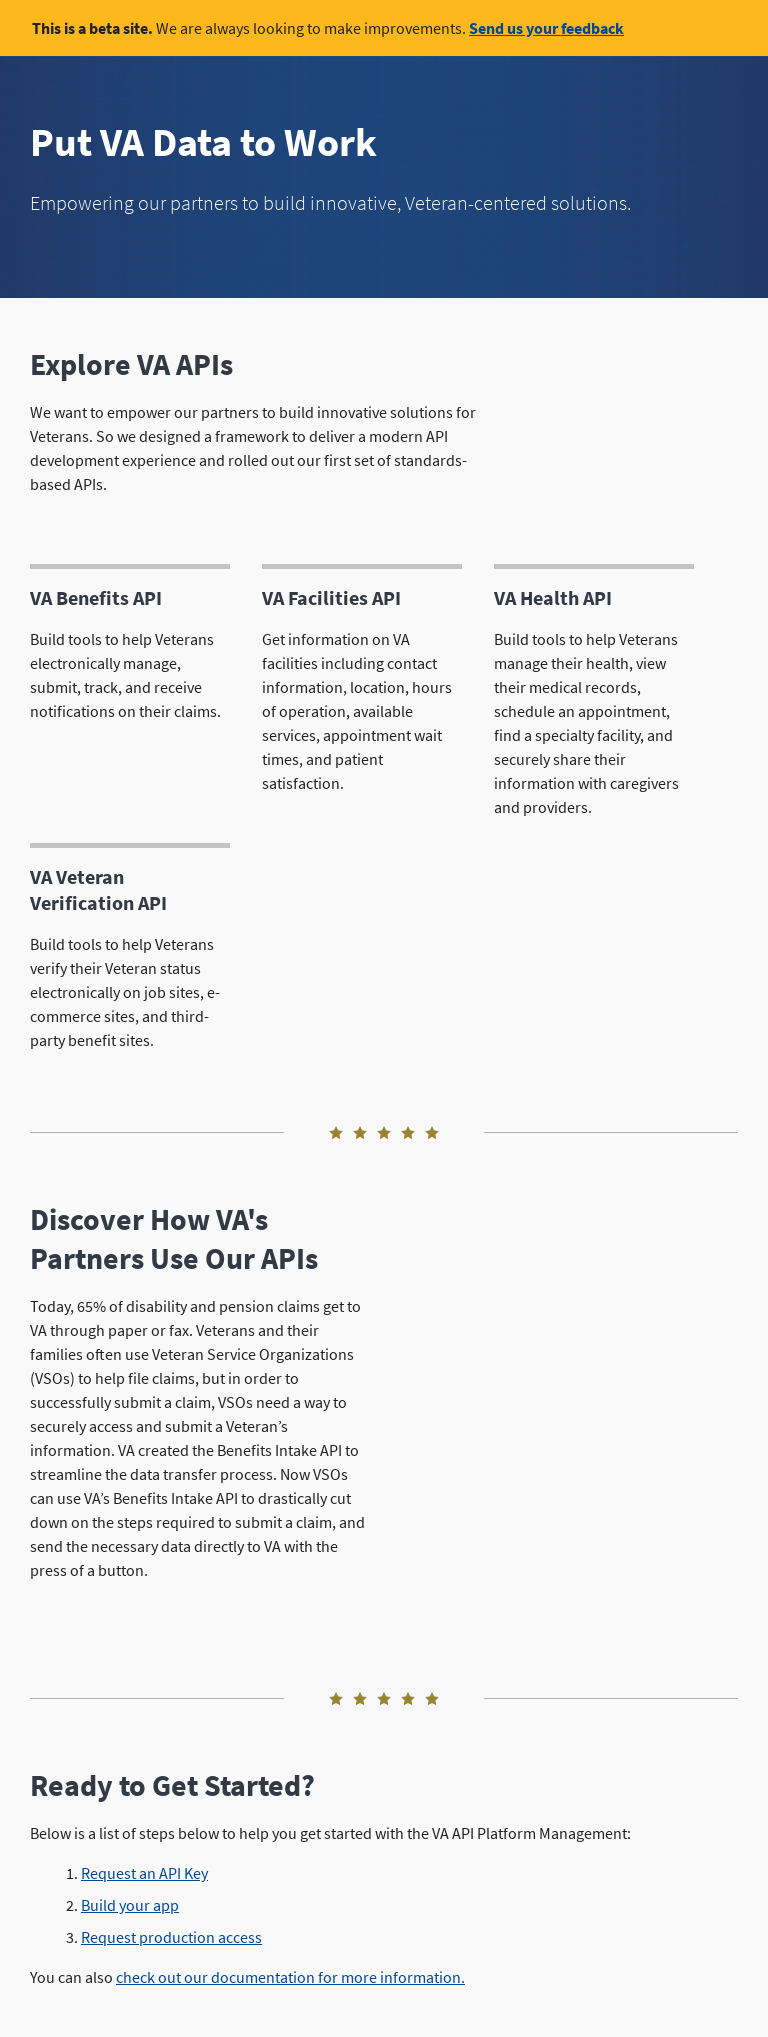 This is a beta site. We are always looking to make improvements. Send us your feedback
Put VA Data to Work
Empowering our partners to build innovative, Veteran-centered solutions.
Explore VA APIs
We want to empower our partners to build innovative solutions for
Veterans. So we designed a framework to deliver a modern API
development experience and rolled out our first set of standards-
based APIs.
VA Benefits API
Build tools to help Veterans
electronically manage,
submit, track, and receive
notifications on their claims.
VA Facilities API
Get information on VA
facilities including contact
information, location, hours
of operation, available
services, appointment wait
times, and patient
satisfaction.
VA Health API
Build tools to help Veterans
manage their health, view
their medical records,
schedule an appointment,
find a specialty facility, and
securely share their
information with caregivers
and providers.
VA Veteran
Verification API
Build tools to help Veterans
verify their Veteran status
electronically on job sites, e-
commerce sites, and third-
party benefit sites.
Discover How VA's
Partners Use Our APIs
Today, 65% of disability and pension claims get to
VA through paper or fax. Veterans and their
families often use Veteran Service Organizations
(VSOs) to help file claims, but in order to
successfully submit a claim, VSOs need a way to
securely access and submit a Veteran’s
information. VA created the Benefits Intake API to
streamline the data transfer process. Now VSOs
can use VA’s Benefits Intake API to drastically cut
down on the steps required to submit a claim, and
send the necessary data directly to VA with the
press of a button.
Ready to Get Started?
Below is a list of steps below to help you get started with the VA API Platform Management:
1. Request an API Key
2. Build your app
3. Request production access
You can also check out our documentation for more information.